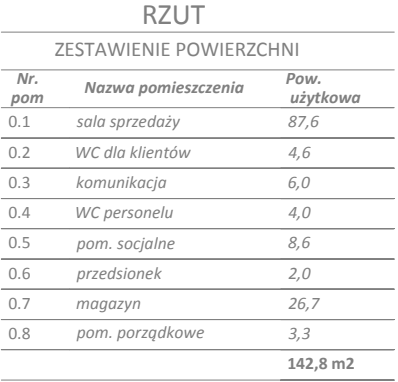 RZUT
ZESTAWIENIE POWIERZCHNI
Nr. pom Nazwa pomieszczenia Pow. użytkowa
0.1 sala sprzedaży 87,6
0.2 WC dla klientów 4,6
0.3 komunikacja 6,0
0.4 WC personelu 4,0
0.5 pom. socjalne 8,6
0.6 przedsionek 2,0
0.7 magazyn 26,7
0.8 pom. porządkowe 3,3
142,8 m2